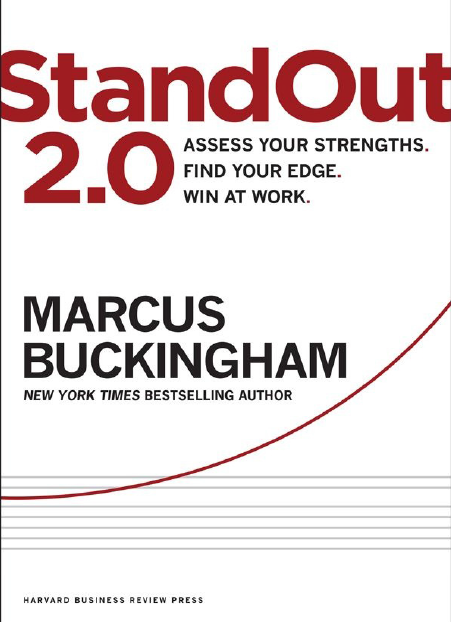 StandOut
2.0
ASSESS YOUR STRENGTHS.
FIND YOUR EDGE.
WIN AT WORK.
MARCUS
BUCKINGHAM
NEW YORK TIMES BESTSELLING AUTHOR
HARVARD BUSINESS REVIEW PRESS